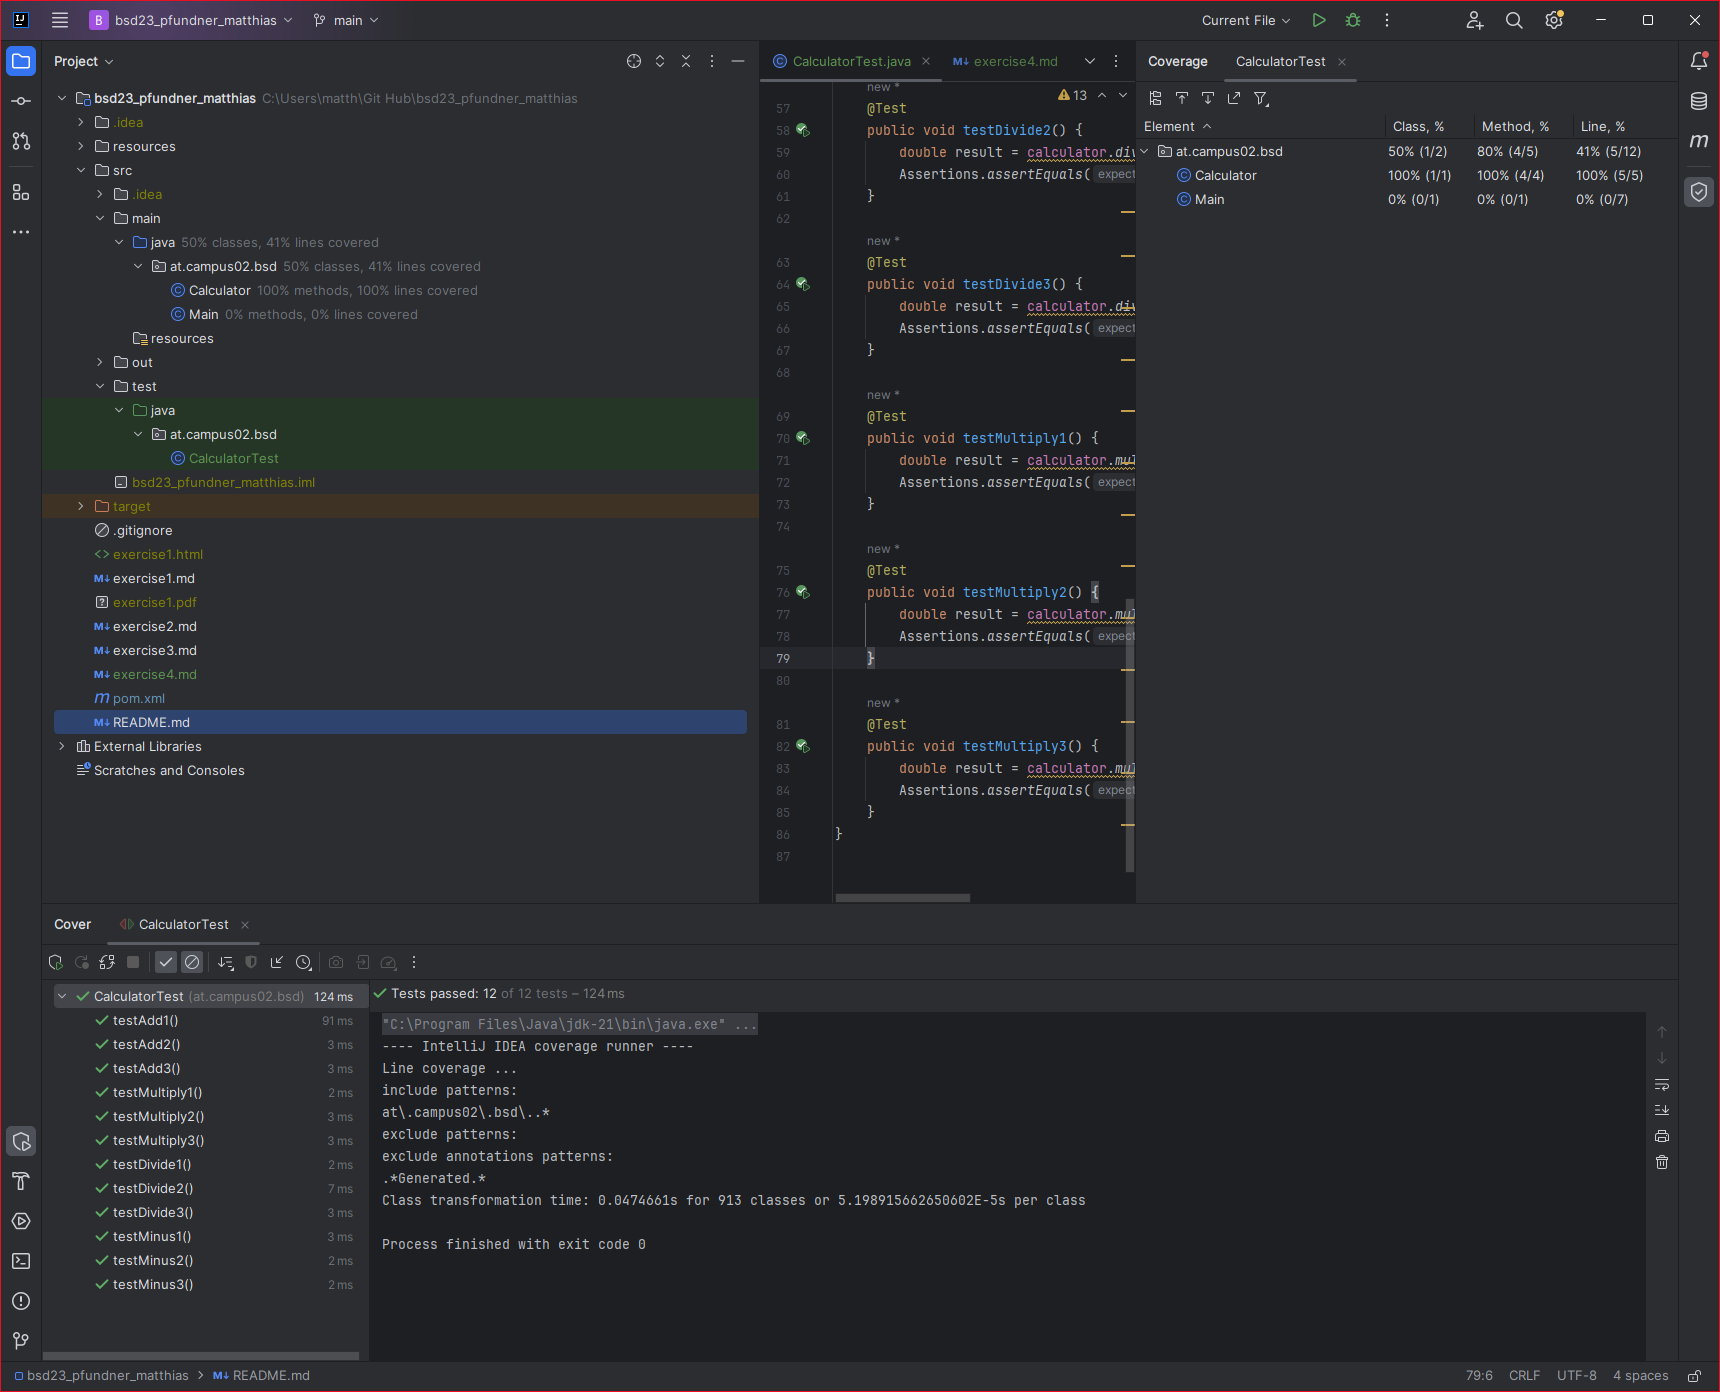 B bsd23_pfundner_matthias main Current File
Project
bsd23_pfundner_matthias C:\Users\matth\Git Hub\bsd23_pfundner_matthias
.idea
resources
src
.idea
main
java 50% classes, 41% lines covered
at.campus02.bsd 50% classes, 41% lines covered
Calculator 100% methods, 100% lines covered
Main 0% methods, 0% lines covered
resources
out
test
java
at.campus02.bsd
CalculatorTest
bsd23_pfundner_matthias.iml
target
.gitignore
exercise1.html
exercise1.md
exercise1.pdf
exercise2.md
exercise3.md
exercise4.md
pom.xml
README.md
External Libraries
Scratches and Consoles
CalculatorTest.java exercise4.md
13
new *
57 @Test
58 public void testDivide2() {
59 double result = calculator.div
60 Assertions.assertEquals( expect
61 }
62
new *
63 @Test
64 public void testDivide3() {
65 double result = calculator.div
66 Assertions.assertEquals( expect
67 }
68
new *
69 @Test
70 public void testMultiply1() {
71 double result = calculator.mul
72 Assertions.assertEquals( expect
73 }
74
new *
75 @Test
76 public void testMultiply2() {
77 double result = calculator.mul
78 Assertions.assertEquals( expect
79 }
80
new *
81 @Test
82 public void testMultiply3() {
83 double result = calculator.mul
84 Assertions.assertEquals( expect
85 }
86 }
87
Coverage CalculatorTest
Element Class, % Method, % Line, %
at.campus02.bsd 50% (1/2) 80% (4/5) 41% (5/12)
Calculator 100% (1/1) 100% (4/4) 100% (5/5)
Main 0% (0/1) 0% (0/1) 0% (0/7)
Cover CalculatorTest
CalculatorTest (at.campus02.bsd) 124 ms
testAdd1() 91 ms
testAdd2() 3 ms
testAdd3() 3 ms
testMultiply1() 2 ms
testMultiply2() 3 ms
testMultiply3() 3 ms
testDivide1() 2 ms
testDivide2() 7 ms
testDivide3() 3 ms
testMinus1() 3 ms
testMinus2() 2 ms
testMinus3() 2 ms
Tests passed: 12 of 12 tests – 124 ms
"C:\Program Files\Java\jdk-21\bin\java.exe" ...
---- IntelliJ IDEA coverage runner ----
Line coverage ...
include patterns:
at\.campus02\.bsd\..*
exclude patterns:
exclude annotations patterns:
.*Generated.*
Class transformation time: 0.0474661s for 913 classes or 5.198915662650602E-5s per class
Process finished with exit code 0
bsd23_pfundner_matthias > README.md 79:6 CRLF UTF-8 4 spaces